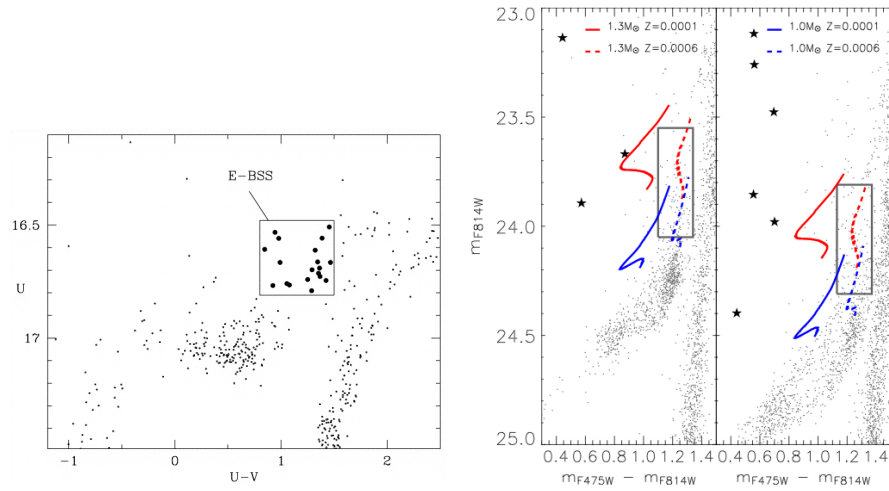 E-BSS
16.5
U
17
-1
0
1
2
U-V
23.0
23.5
24.0
24.5
25.0
mF814W
1.3M⊙ Z=0.0001
1.3M⊙ Z=0.0006
1.0M⊙ Z=0.0001
1.0M⊙ Z=0.0006
0.4 0.6 0.8 1.0 1.2 1.4
0.4 0.6 0.8 1.0 1.2 1.4
mF475W − mF814W
mF475W − mF814W